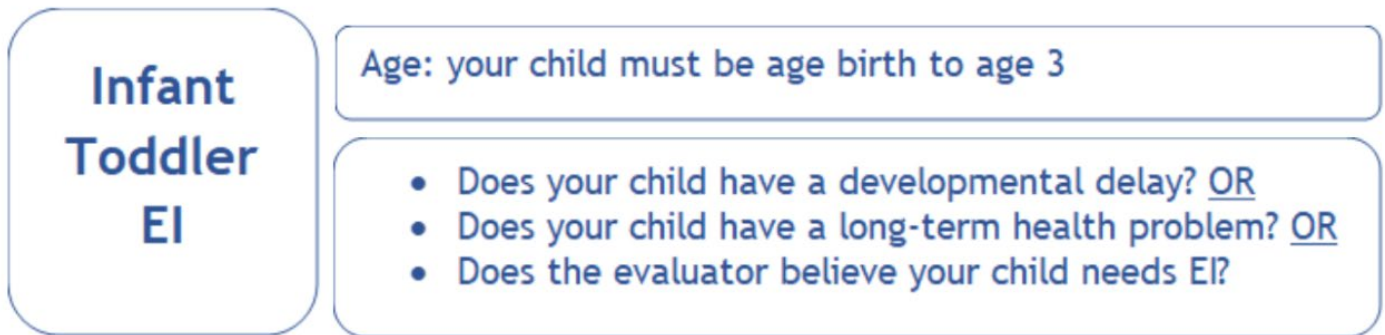 Infant
Toddler
EI
Age: your child must be age birth to age 3
• Does your child have a developmental delay? OR
• Does your child have a long-term health problem? OR
• Does the evaluator believe your child needs EI?